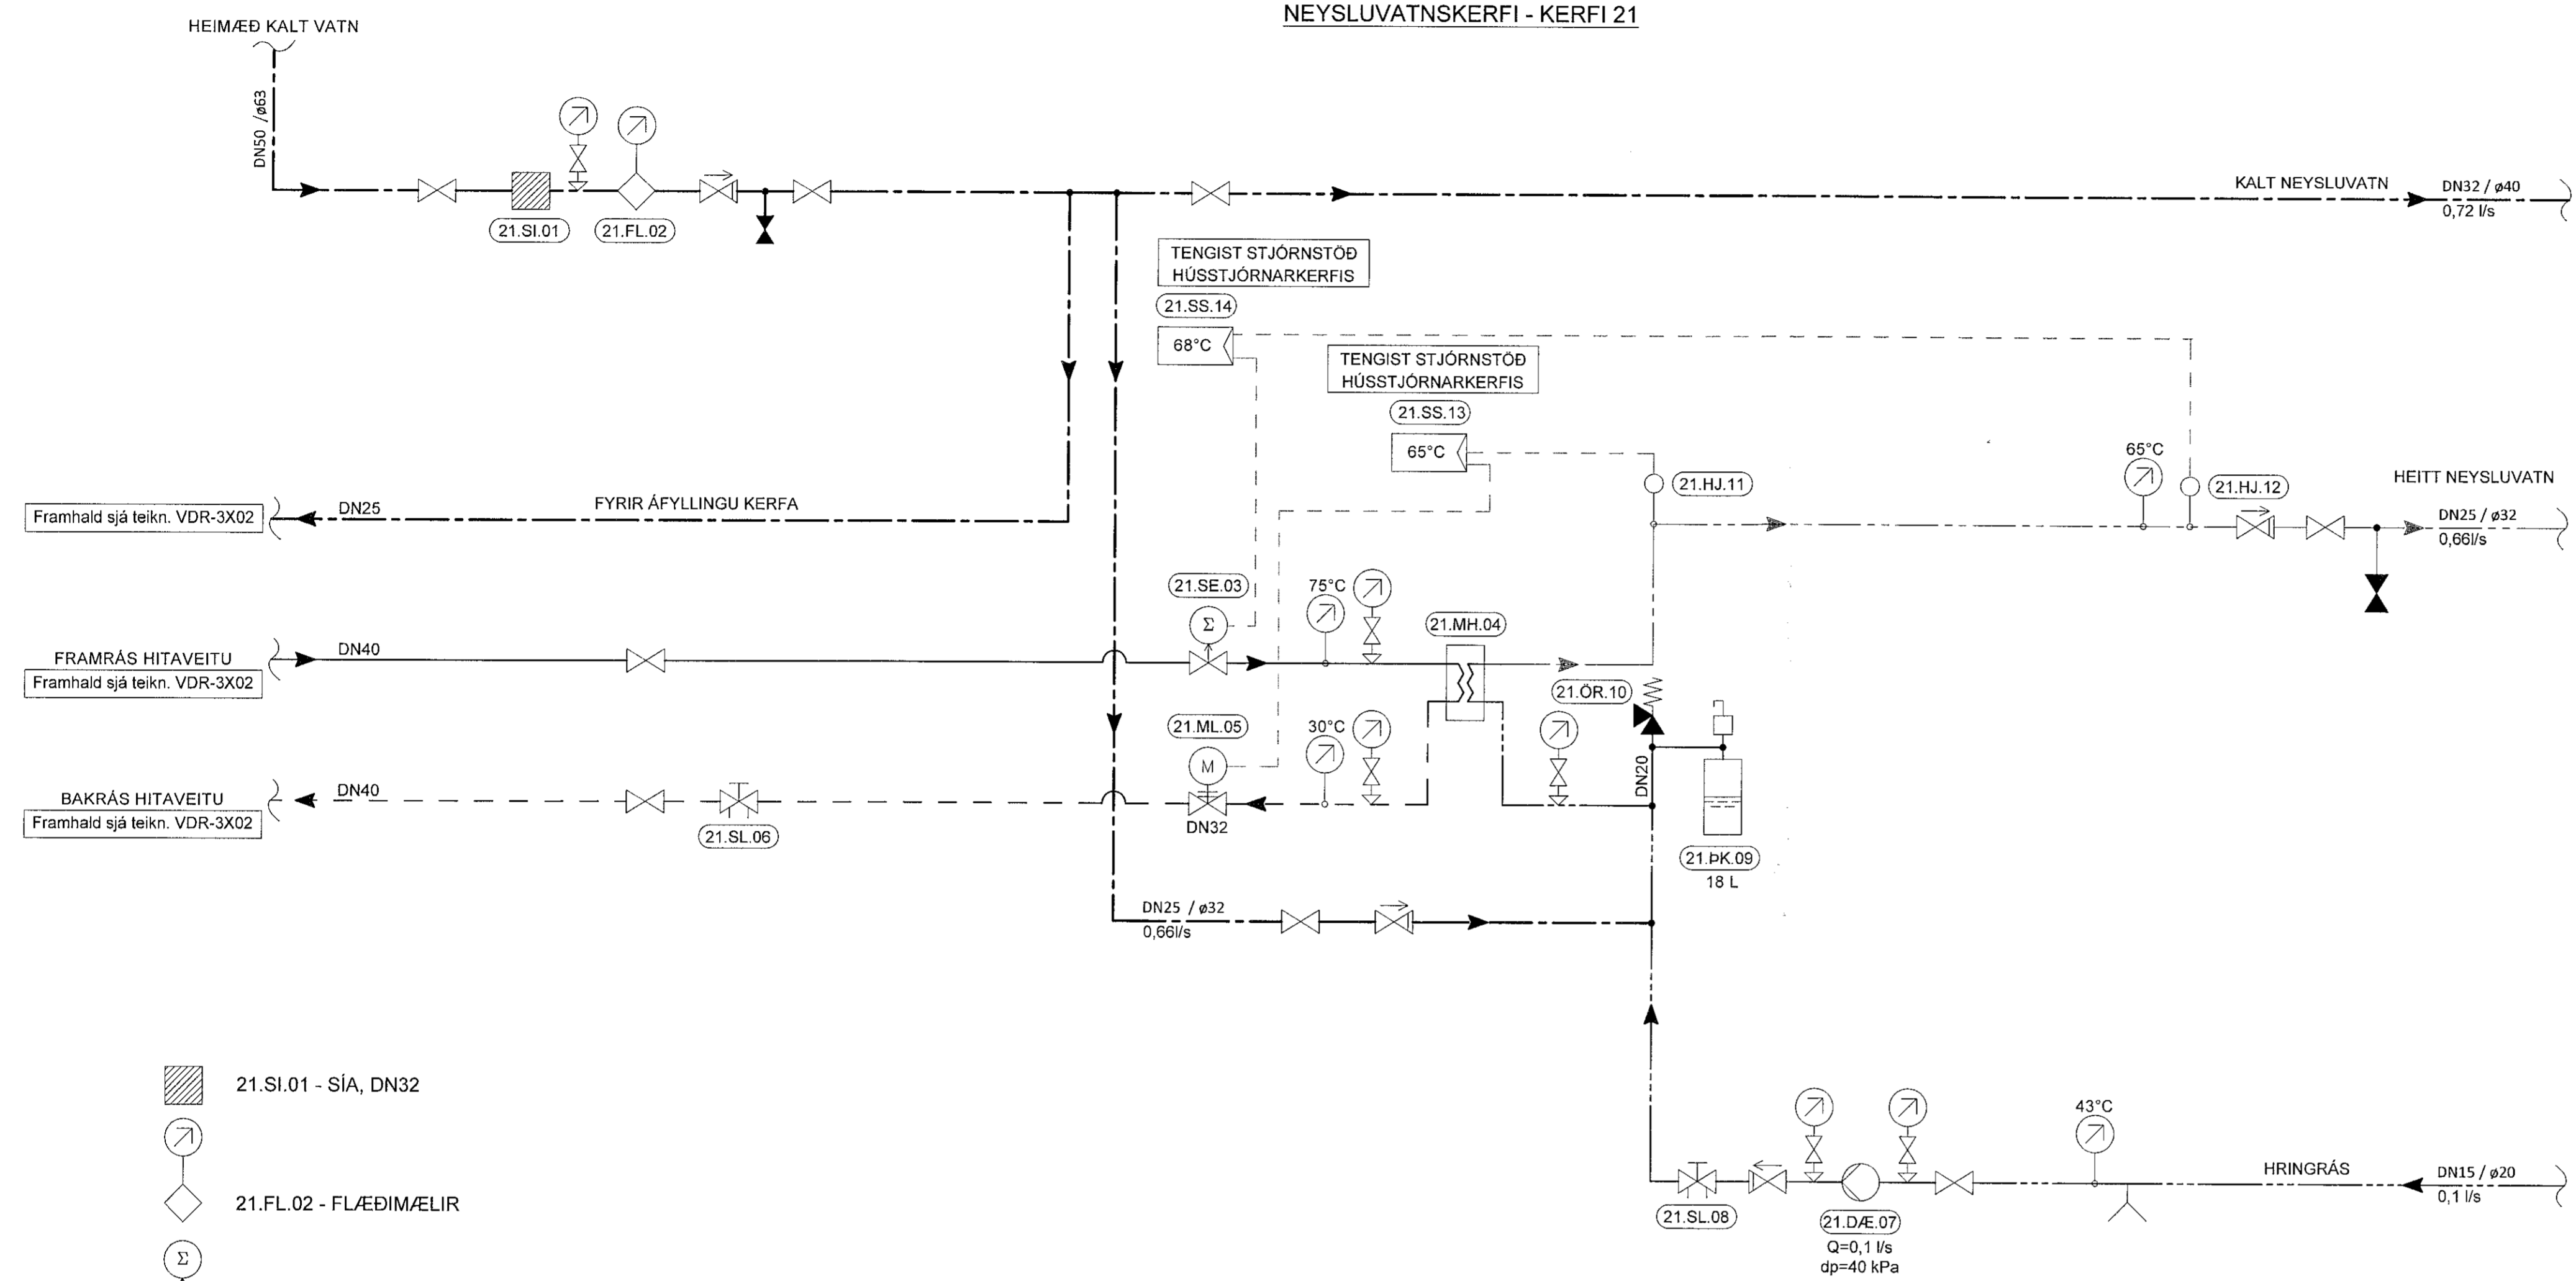 NEYSLUVATNSKERFI - KERFI 21
HEIMÆÐ KALT VATN
DN50 /ø63
21.SI.01
21.FL.02
KALT NEYSLUVATN
DN32 / ø40
0,72 l/s
TENGIST STJÓRNSTÖÐ
HÚSSTJÓRNARKERFIS
21.SS.14
68°C
TENGIST STJÓRNSTÖÐ
HÚSSTJÓRNARKERFIS
21.SS.13
65°C
21.HJ.11
65°C
21.HJ.12
HEITT NEYSLUVATN
DN25 / ø32
0,66l/s
Framhald sjá teikn. VDR-3X02
DN25
FYRIR ÁFYLLINGU KERFA
21.SE.03
Σ
75°C
21.MH.04
FRAMRÁS HITAVEITU
Framhald sjá teikn. VDR-3X02
DN40
21.ÖR.10
21.ML.05
M
DN32
30°C
DN20
BAKRÁS HITAVEITU
Framhald sjá teikn. VDR-3X02
DN40
21.SL.06
21.ÞK.09
18 L
DN25 / ø32
0,66l/s
21.SI.01 - SÍA, DN32
21.FL.02 - FLÆÐIMÆLIR
Σ
43°C
HRINGRÁS
DN15 / ø20
0,1 l/s
21.SL.08
21.DÆ.07
Q=0,1 l/s
dp=40 kPa